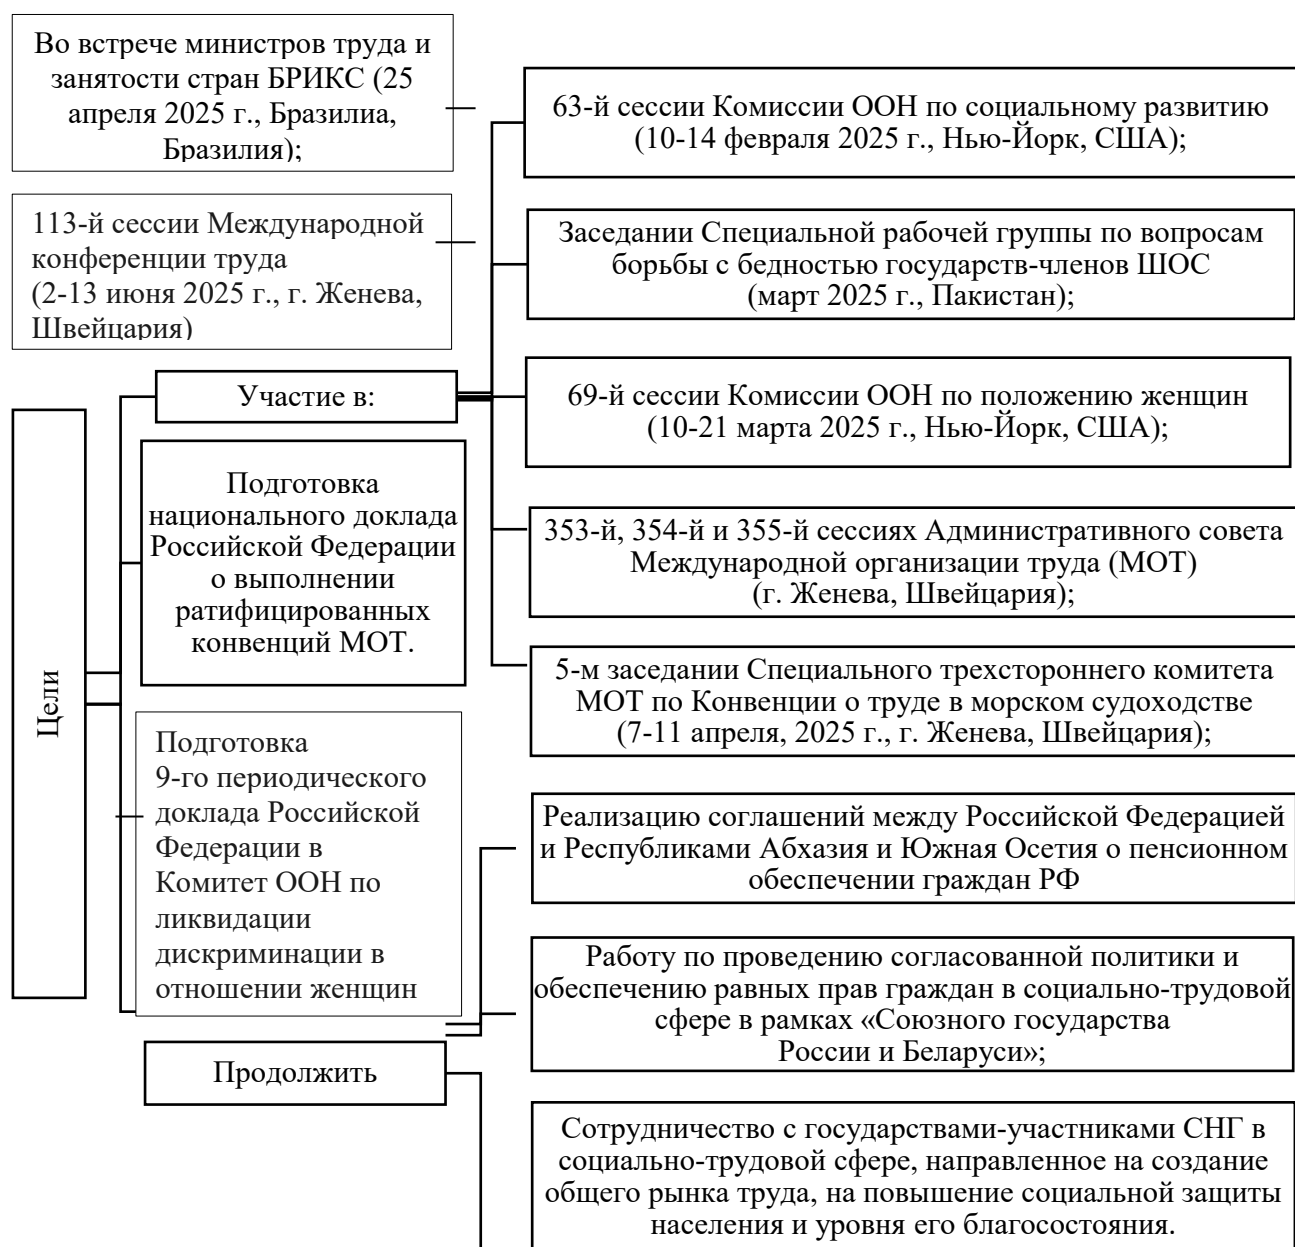 Во встрече министров труда и
занятости стран БРИКС (25
апреля 2025 г., Бразилиа,
Бразилия);
113-й сессии Международной
конференции труда
(2-13 июня 2025 г., г. Женева,
Швейцария)
63-й сессии Комиссии ООН по социальному развитию
(10-14 февраля 2025 г., Нью-Йорк, США);
Заседании Специальной рабочей группы по вопросам
борьбы с бедностью государств-членов ШОС
(март 2025 г., Пакистан);
Участие в:
69-й сессии Комиссии ООН по положению женщин
(10-21 марта 2025 г., Нью-Йорк, США);
353-й, 354-й и 355-й сессиях Административного совета
Международной организации труда (МОТ)
(г. Женева, Швейцария);
5-м заседании Специального трехстороннего комитета
МОТ по Конвенции о труде в морском судоходстве
(7-11 апреля, 2025 г., г. Женева, Швейцария);
Цели
Подготовка
национального доклада
Российской Федерации
о выполнении
ратифицированных
конвенций МОТ.
Подготовка
9-го периодического
доклада Российской
Федерации в
Комитет ООН по
ликвидации
дискриминации в
отношении женщин
Продолжить
Реализацию соглашений между Российской Федерацией
и Республиками Абхазия и Южная Осетия о пенсионном
обеспечении граждан РФ
Работу по проведению согласованной политики и
обеспечению равных прав граждан в социально-трудовой
сфере в рамках «Союзного государства
России и Беларуси»;
Сотрудничество с государствами-участниками СНГ в
социально-трудовой сфере, направленное на создание
общего рынка труда, на повышение социальной защиты
населения и уровня его благосостояния.